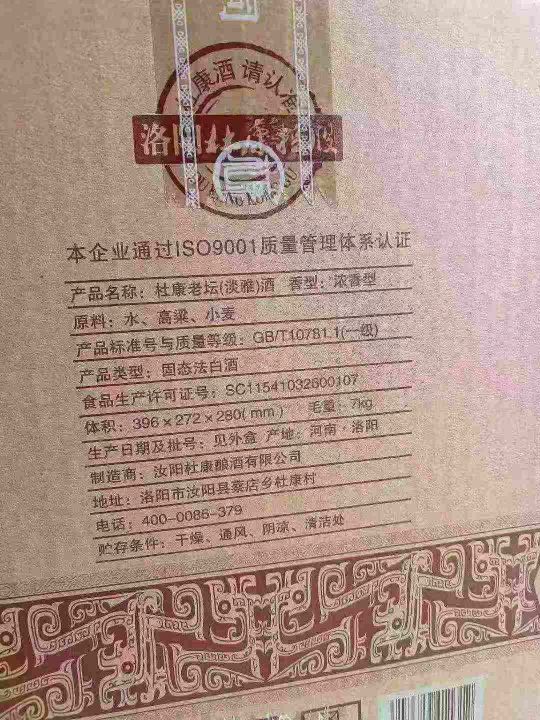 康酒 请认准
洛阳杜康控股
本企业通过ISO9001质量管理体系认证
产品名称：杜康老坛(淡雅)酒 香型：浓香型
原料：水、高粱、小麦
产品标准号与质量等级：GB/T10781.1(一级)
产品类型：固态法白酒
食品生产许可证号：SC11541032600107
体积：396×272×280(mm) 毛重：7kg
生产日期及批号：见外盒 产地：河南·洛阳
制造商：汝阳杜康酿酒有限公司
地址：洛阳市汝阳县蔡店乡杜康村
电话：400-0086-379
贮存条件：干燥、通风、阴凉、清洁处